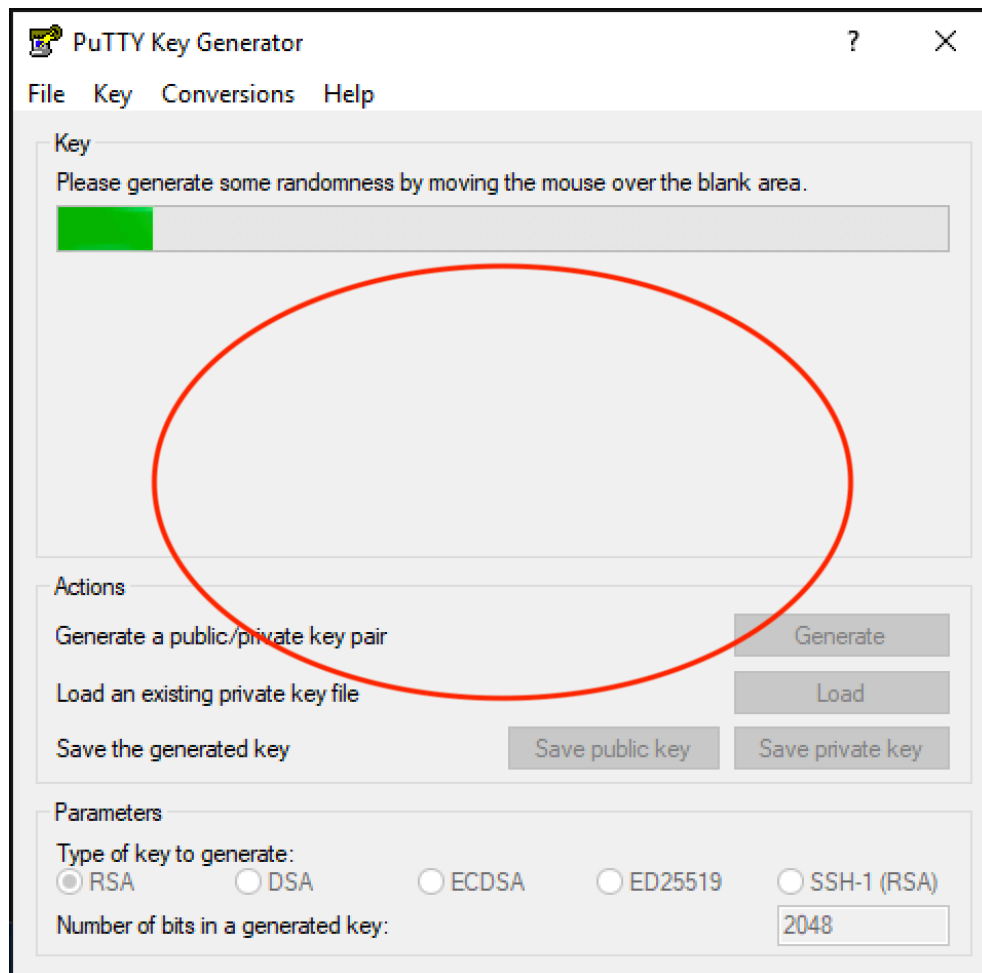 PuTTY Key Generator ?
File Key Conversions Help
Key
Please generate some randomness by moving the mouse over the blank area.
Actions
Generate a public/private key pair Generate
Load an existing private key file Load
Save the generated key Save public key Save private key
Parameters
Type of key to generate:
RSA DSA ECDSA ED25519 SSH-1 (RSA)
Number of bits in a generated key: 2048